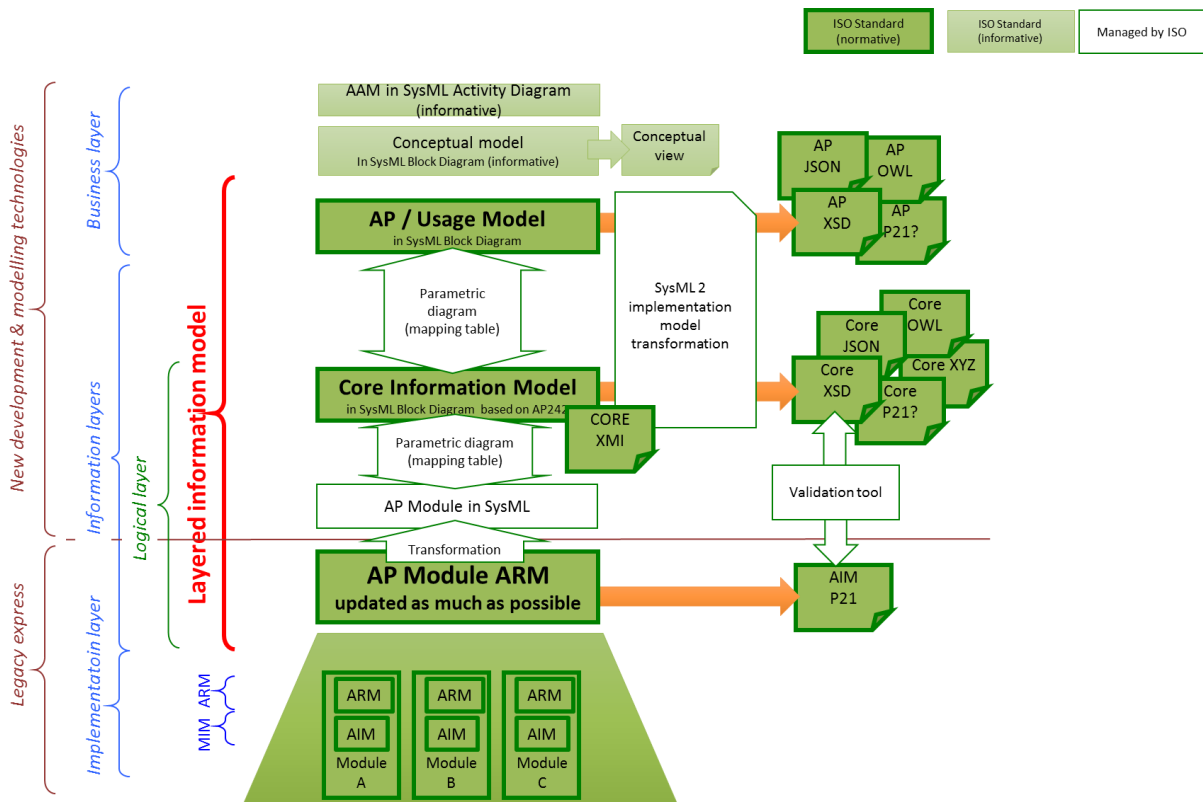 ISO Standard
(normative)
ISO Standard
(informative)
Managed by ISO
New development & modelling technologies
Legacy express
Business layer
Information layers
Implementatoin layer
Logical layer
Layered information model
ARM
MIM
AAM in SysML Activity Diagram
(informative)
Conceptual model
In SysML Block Diagram (informative)
Conceptual
view
AP / Usage Model
in SysML Block Diagram
Parametric
diagram
(mapping table)
Core Information Model
in SysML Block Diagram based on AP242
CORE
XMI
Parametric diagram
(mapping table)
AP Module in SysML
Transformation
AP Module ARM
updated as much as possible
SysML 2
implementation
model
transformation
AP
JSON
AP
OWL
AP
XSD
AP
P21?
Core
OWL
Core
JSON
Core XYZ
Core
XSD
Core
P21?
Validation tool
AIM
P21
ARM
AIM
Module
A
ARM
AIM
Module
B
ARM
AIM
Module
C